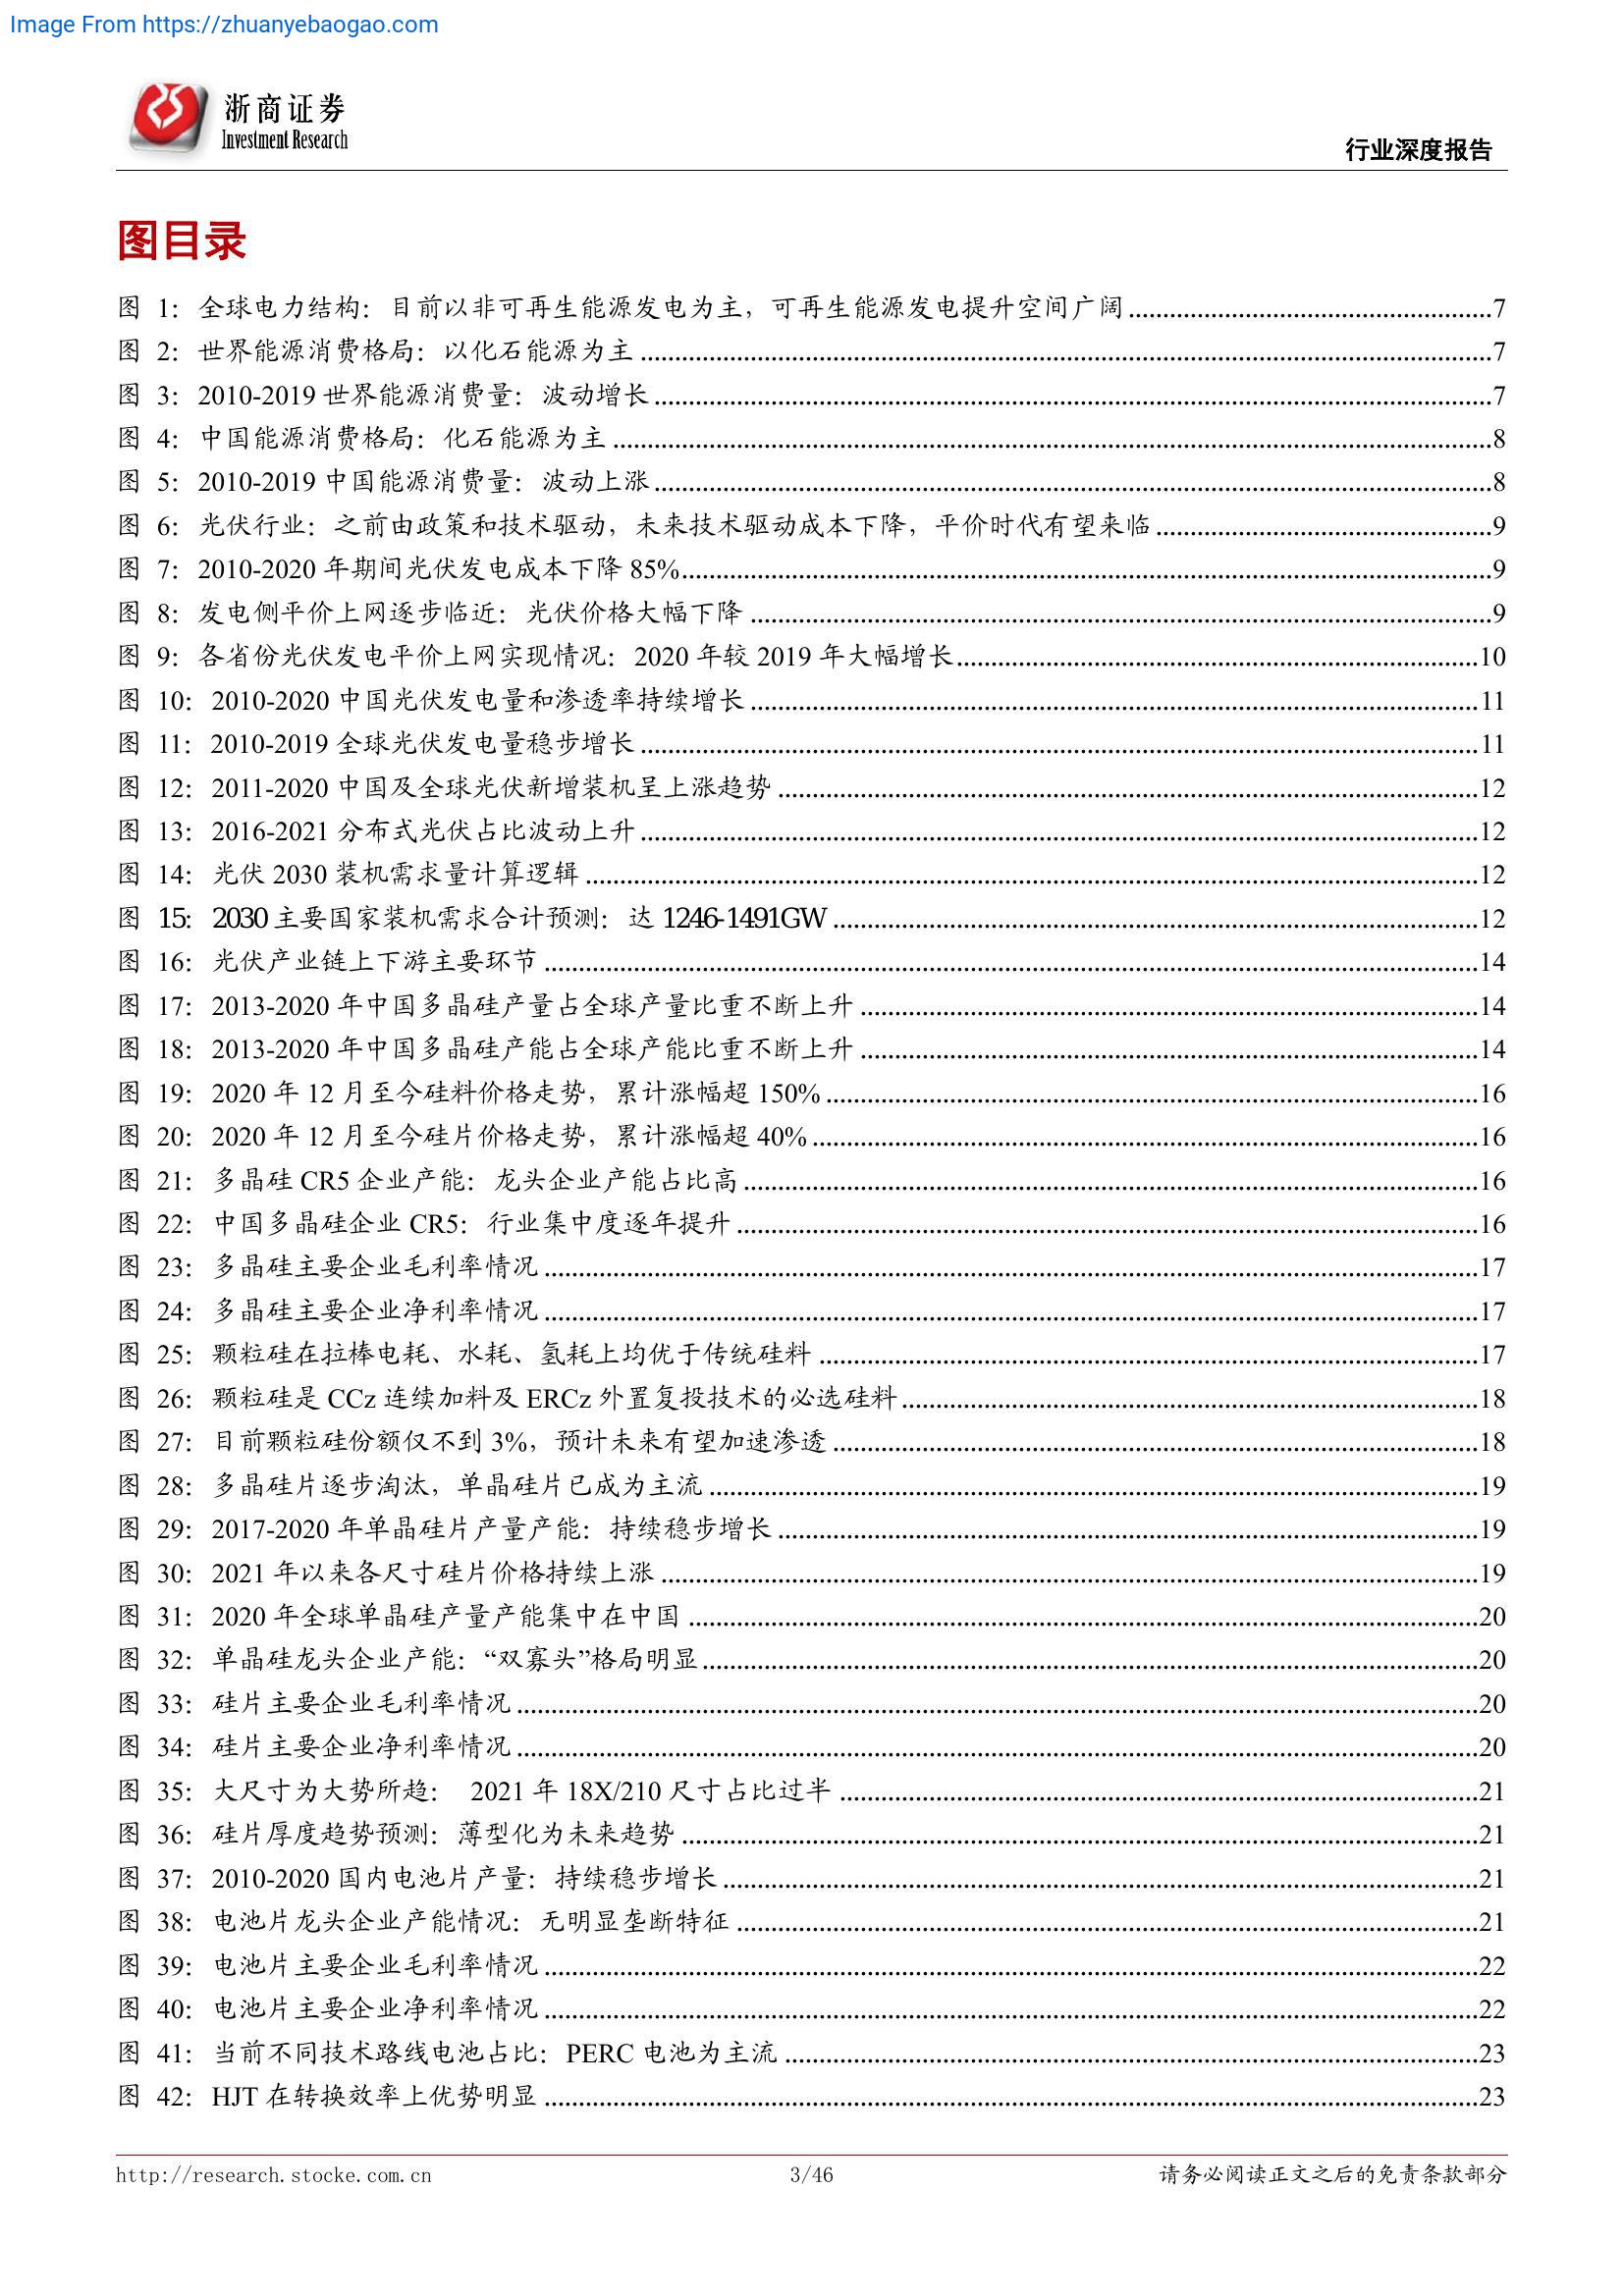 Image From https://zhuanyebaogao.com
浙商证券
Investment Research
行业深度报告
图目录
图 1：全球电力结构：目前以非可再生能源发电为主，可再生能源发电提升空间广阔......7
图 2：世界能源消费格局：以化石能源为主......7
图 3：2010-2019 世界能源消费量：波动增长......7
图 4：中国能源消费格局：化石能源为主......8
图 5：2010-2019 中国能源消费量：波动上涨......8
图 6：光伏行业：之前由政策和技术驱动，未来技术驱动成本下降，平价时代有望来临......9
图 7：2010-2020 年期间光伏发电成本下降 85%......9
图 8：发电侧平价上网逐步临近：光伏价格大幅下降......9
图 9：各省份光伏发电平价上网实现情况：2020 年较 2019 年大幅增长......10
图 10：2010-2020 中国光伏发电量和渗透率持续增长......11
图 11：2010-2019 全球光伏发电量稳步增长......11
图 12：2011-2020 中国及全球光伏新增装机呈上涨趋势......12
图 13：2016-2021 分布式光伏占比波动上升......12
图 14：光伏 2030 装机需求量计算逻辑......12
图 15：2030 主要国家装机需求合计预测：达 1246-1491GW......12
图 16：光伏产业链上下游主要环节......14
图 17：2013-2020 年中国多晶硅产量占全球产量比重不断上升......14
图 18：2013-2020 年中国多晶硅产能占全球产能比重不断上升......14
图 19：2020 年 12 月至今硅料价格走势，累计涨幅超 150%......16
图 20：2020 年 12 月至今硅片价格走势，累计涨幅超 40%......16
图 21：多晶硅 CR5 企业产能：龙头企业产能占比高......16
图 22：中国多晶硅企业 CR5：行业集中度逐年提升......16
图 23：多晶硅主要企业毛利率情况......17
图 24：多晶硅主要企业净利率情况......17
图 25：颗粒硅在拉棒电耗、水耗、氢耗上均优于传统硅料......17
图 26：颗粒硅是 CCz 连续加料及 ERCz 外置复投技术的必选硅料......18
图 27：目前颗粒硅份额仅不到 3%，预计未来有望加速渗透......18
图 28：多晶硅片逐步淘汰，单晶硅片已成为主流......19
图 29：2017-2020 年单晶硅片产量产能：持续稳步增长......19
图 30：2021 年以来各尺寸硅片价格持续上涨......19
图 31：2020 年全球单晶硅产量产能集中在中国......20
图 32：单晶硅龙头企业产能：“双寡头”格局明显......20
图 33：硅片主要企业毛利率情况......20
图 34：硅片主要企业净利率情况......20
图 35：大尺寸为大势所趋： 2021 年 18X/210 尺寸占比过半......21
图 36：硅片厚度趋势预测：薄型化为未来趋势......21
图 37：2010-2020 国内电池片产量：持续稳步增长......21
图 38：电池片龙头企业产能情况：无明显垄断特征......21
图 39：电池片主要企业毛利率情况......22
图 40：电池片主要企业净利率情况......22
图 41：当前不同技术路线电池占比：PERC 电池为主流......23
图 42：HJT 在转换效率上优势明显......23
http://research.stocke.com.cn 3/46 请务必阅读正文之后的免责条款部分